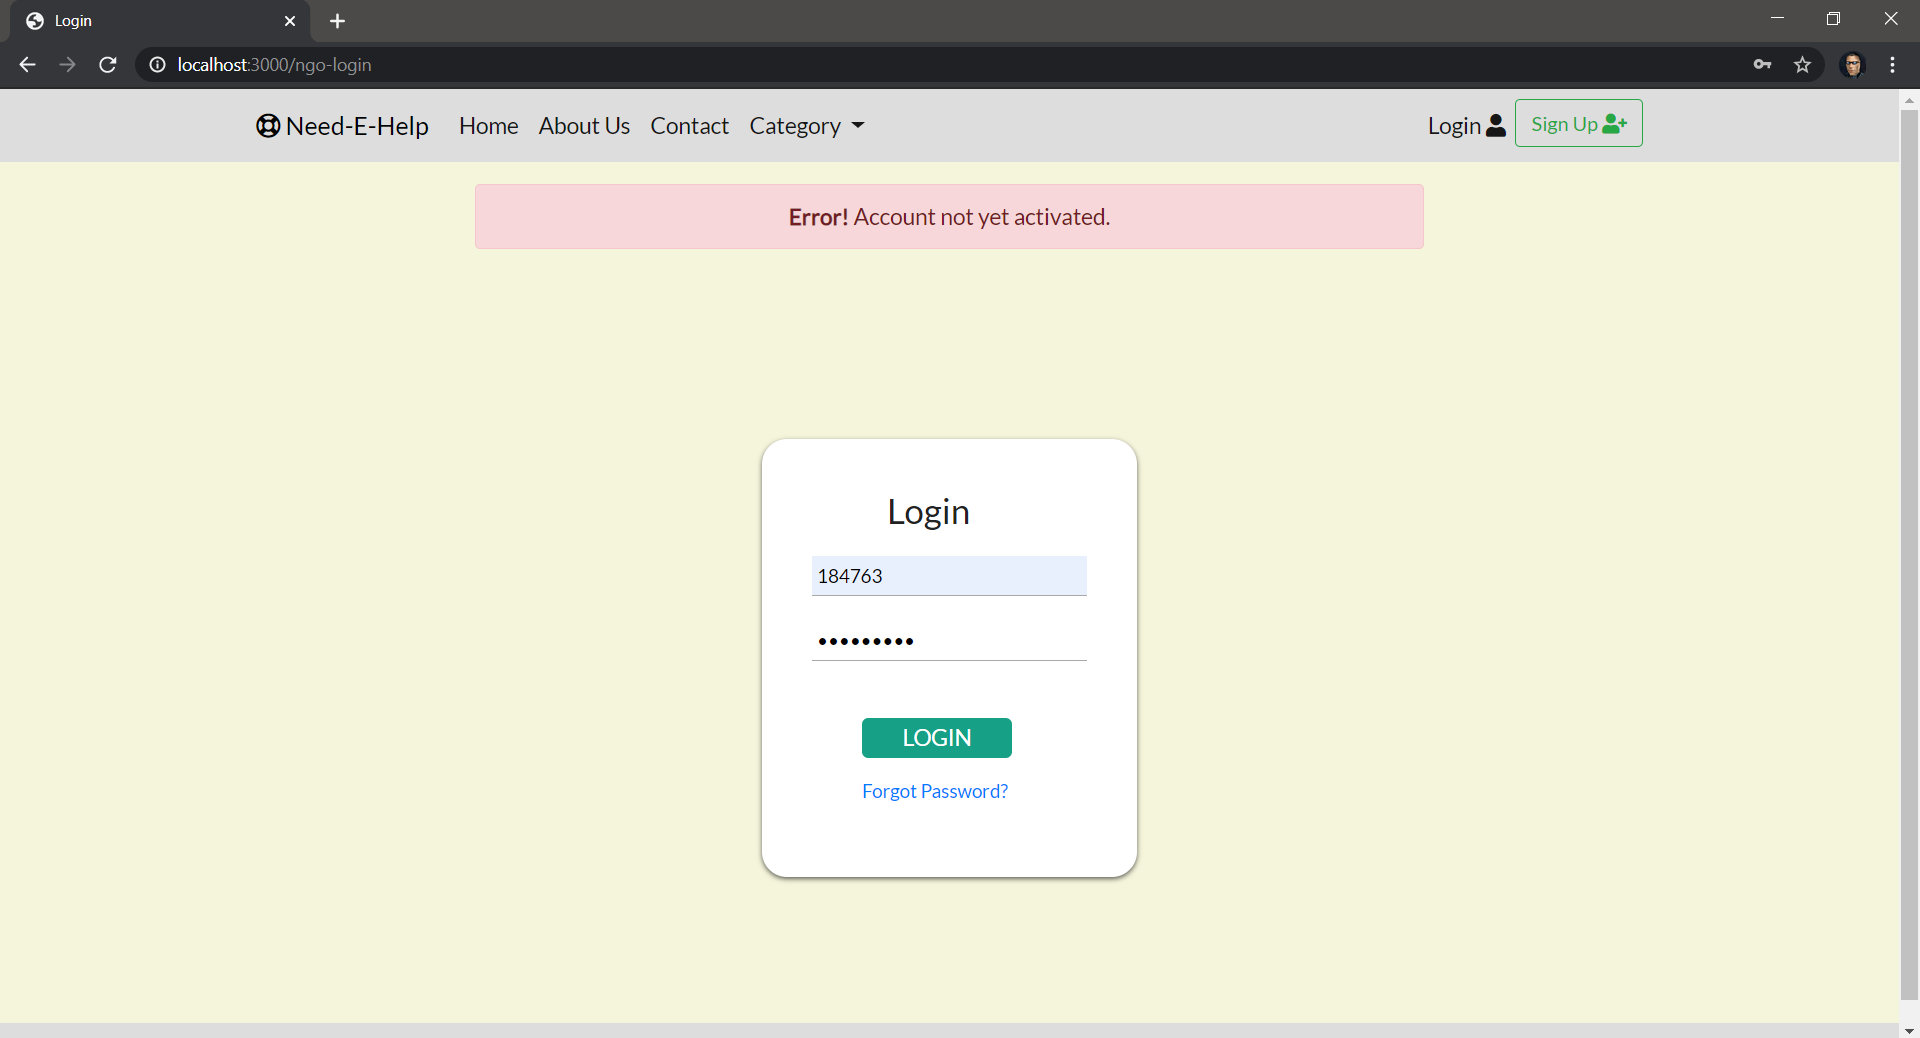 Login
localhost:3000/ngo-login
Need-E-Help Home About Us Contact Category Login Sign Up
Error! Account not yet activated.
Login
184763
•••••••••
LOGIN
Forgot Password?